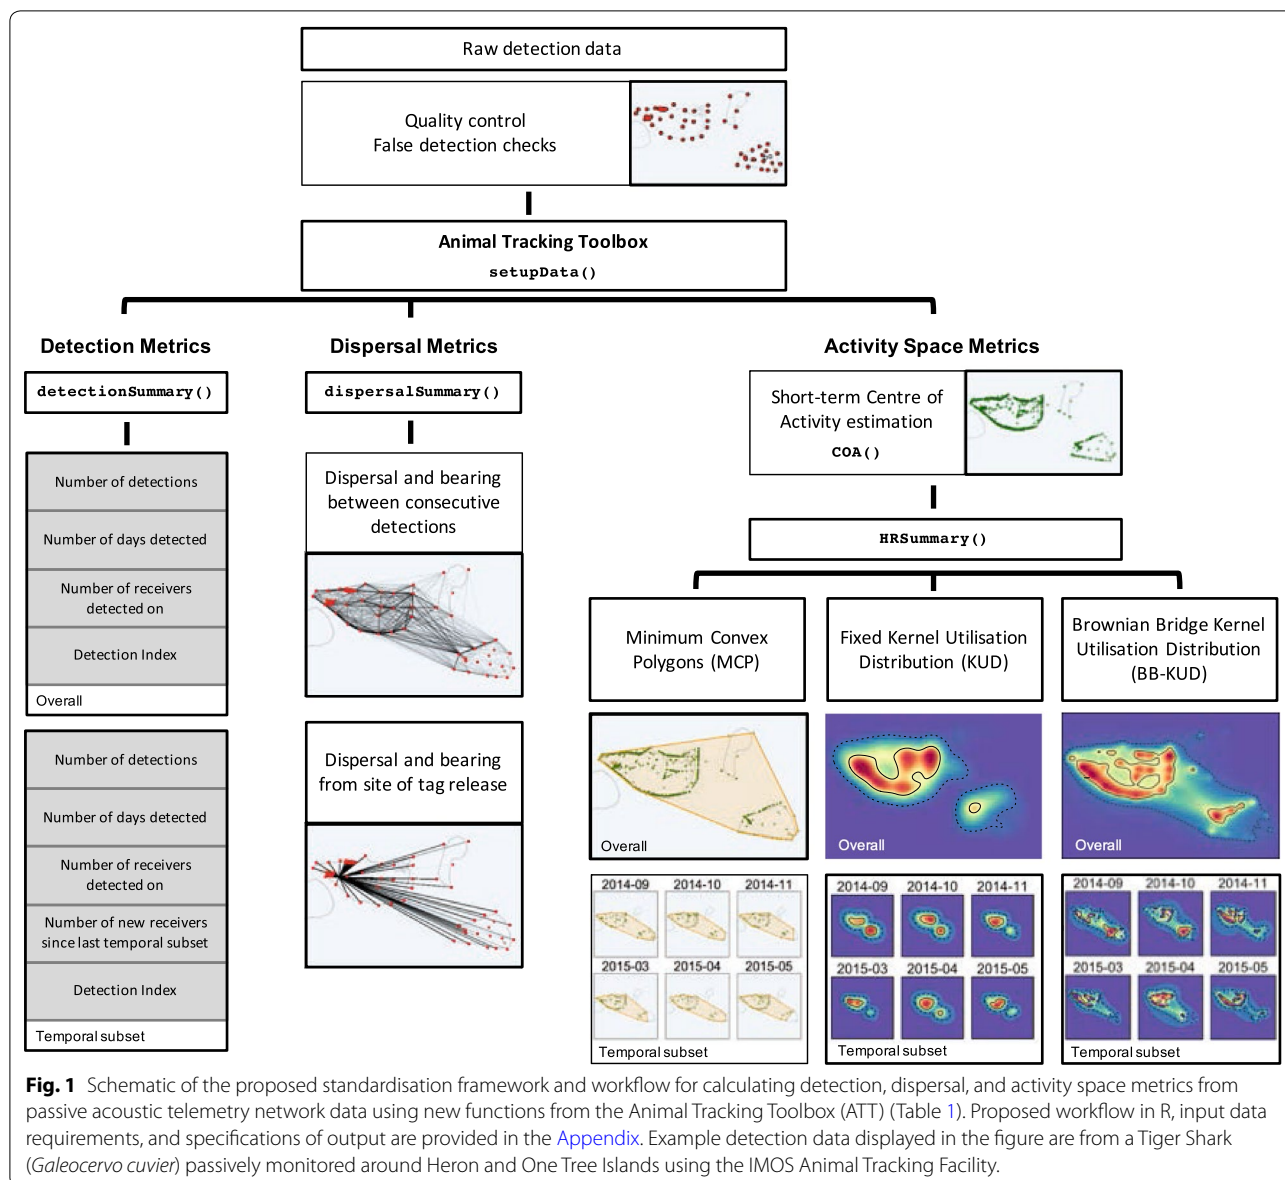 Raw detection data
Quality control
False detection checks
Animal Tracking Toolbox
setupData()
Detection Metrics
detectionSummary()
Number of detections
Number of days detected
Number of receivers
detected on
Detection Index
Overall
Number of detections
Number of days detected
Number of receivers
detected on
Number of new receivers
since last temporal subset
Detection Index
Temporal subset
Dispersal Metrics
dispersalSummary()
Dispersal and bearing
between consecutive
detections
Dispersal and bearing
from site of tag release
Activity Space Metrics
Short-term Centre of
Activity estimation
COA()
HRSummary()
Minimum Convex
Polygons (MCP)
Overall
2014-09 2014-10 2014-11
2015-03 2015-04 2015-05
Temporal subset
Fixed Kernel Utilisation
Distribution (KUD)
Overall
2014-09 2014-10 2014-11
2015-03 2015-04 2015-05
Temporal subset
Brownian Bridge Kernel
Utilisation Distribution
(BB-KUD)
Overall
2014-09 2014-10 2014-11
2015-03 2015-04 2015-05
Temporal subset
Fig. 1 Schematic of the proposed standardisation framework and workflow for calculating detection, dispersal, and activity space metrics from
passive acoustic telemetry network data using new functions from the Animal Tracking Toolbox (ATT) (Table 1). Proposed workflow in R, input data
requirements, and specifications of output are provided in the Appendix. Example detection data displayed in the figure are from a Tiger Shark
(Galeocervo cuvier) passively monitored around Heron and One Tree Islands using the IMOS Animal Tracking Facility.